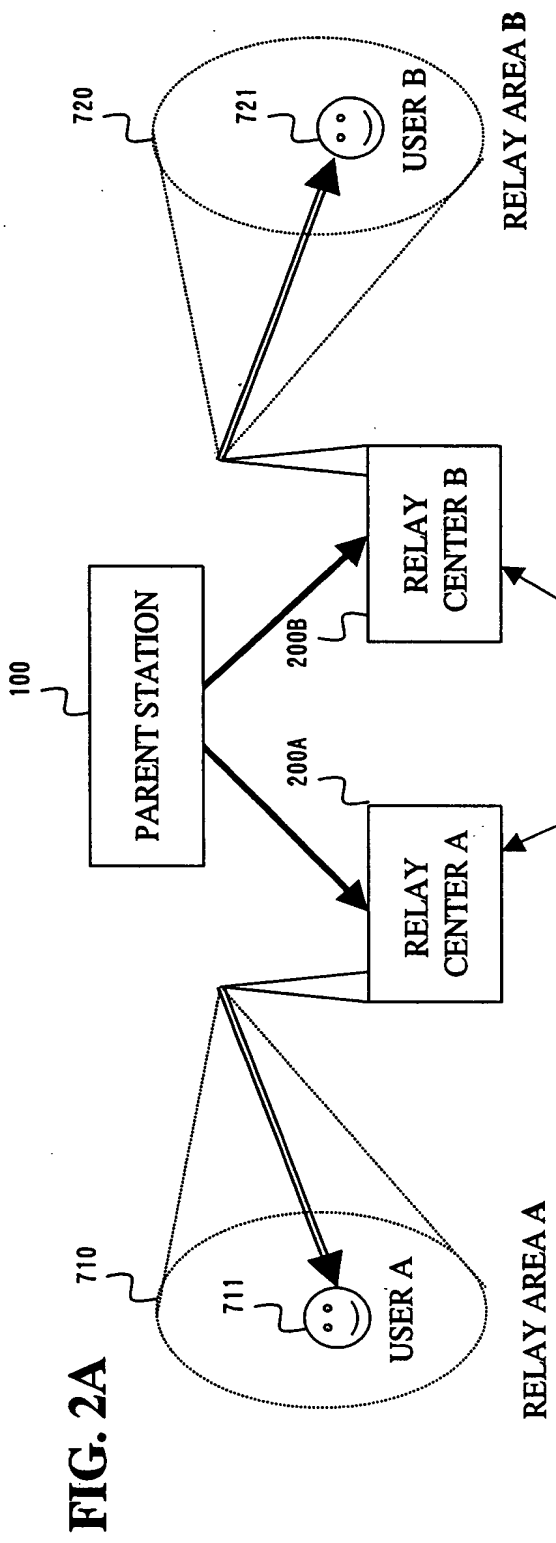 FIG. 2A
100
PARENT STATION
710
711
USER A
RELAY AREA A
200A
RELAY
CENTER A
200B
RELAY
CENTER B
720
721
USER B
RELAY AREA B